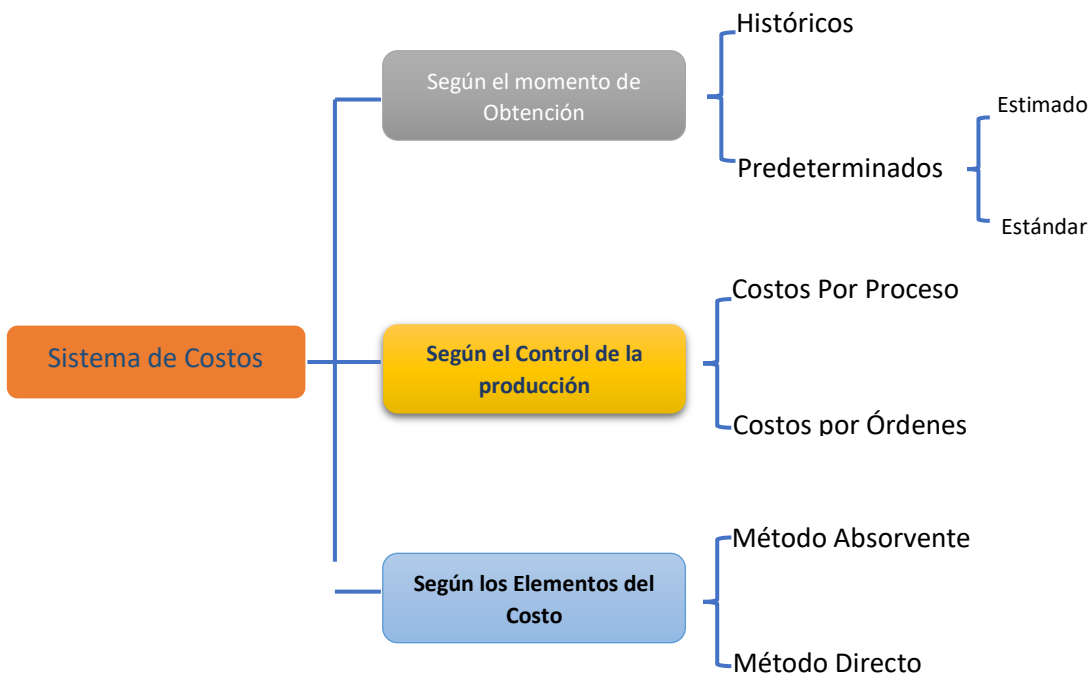 Sistema de Costos
Según el momento de
Obtención
Históricos
Predeterminados
Estimado
Estándar
Según el Control de la
producción
Costos Por Proceso
Costos por Órdenes
Según los Elementos del
Costo
Método Absorvente
Método Directo